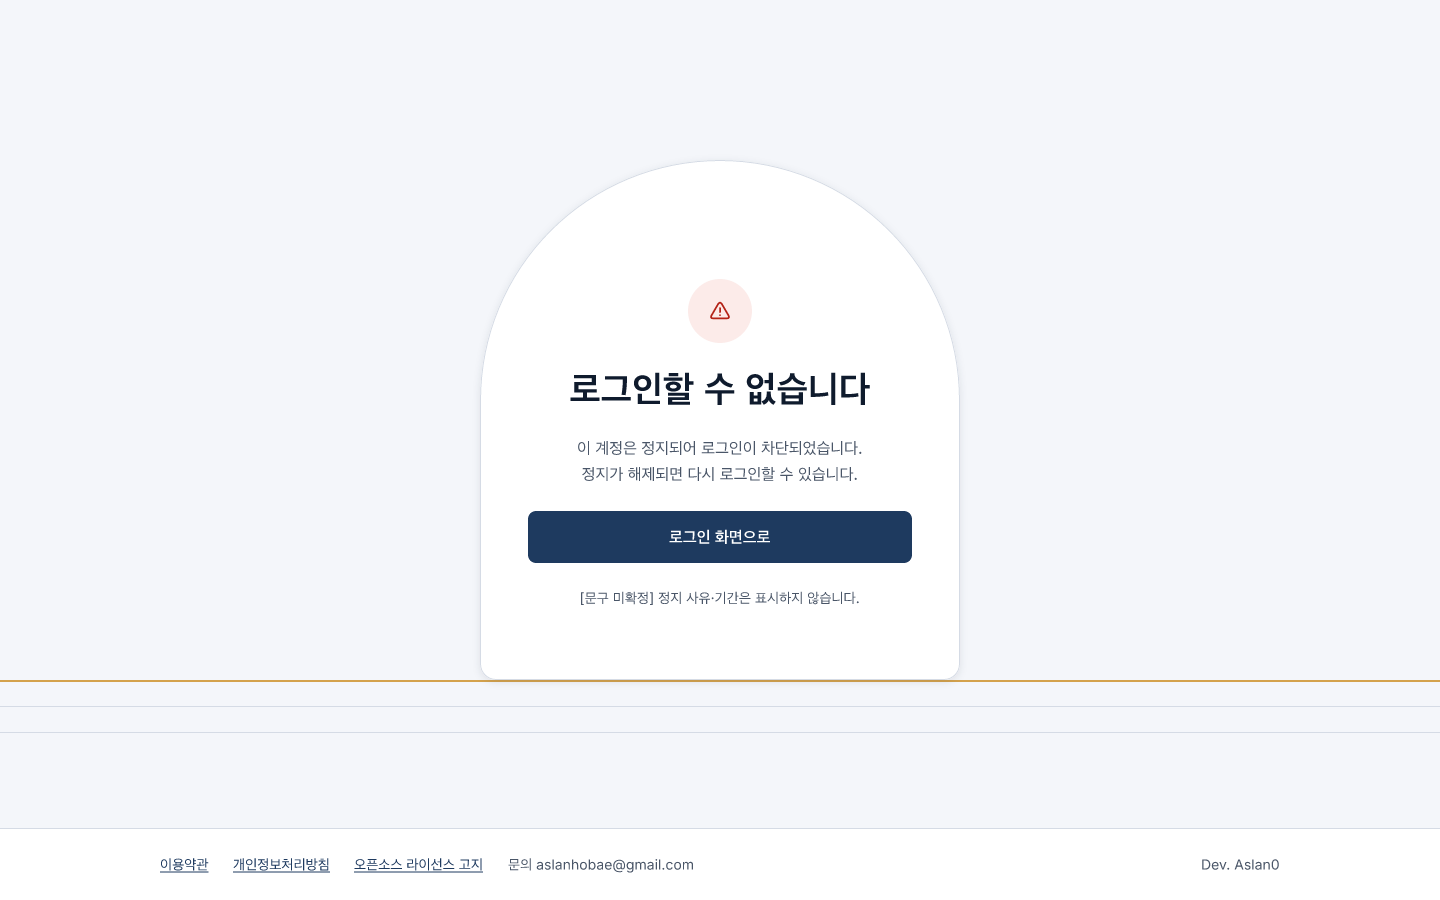 로그인할 수 없습니다
이 계정은 정지되어 로그인이 차단되었습니다.
정지가 해제되면 다시 로그인할 수 있습니다.
로그인 화면으로
[문구 미확정] 정지 사유·기간은 표시하지 않습니다.
이용약관 개인정보처리방침 오픈소스 라이선스 고지 문의 aslanhobae@gmail.com Dev. Aslan0